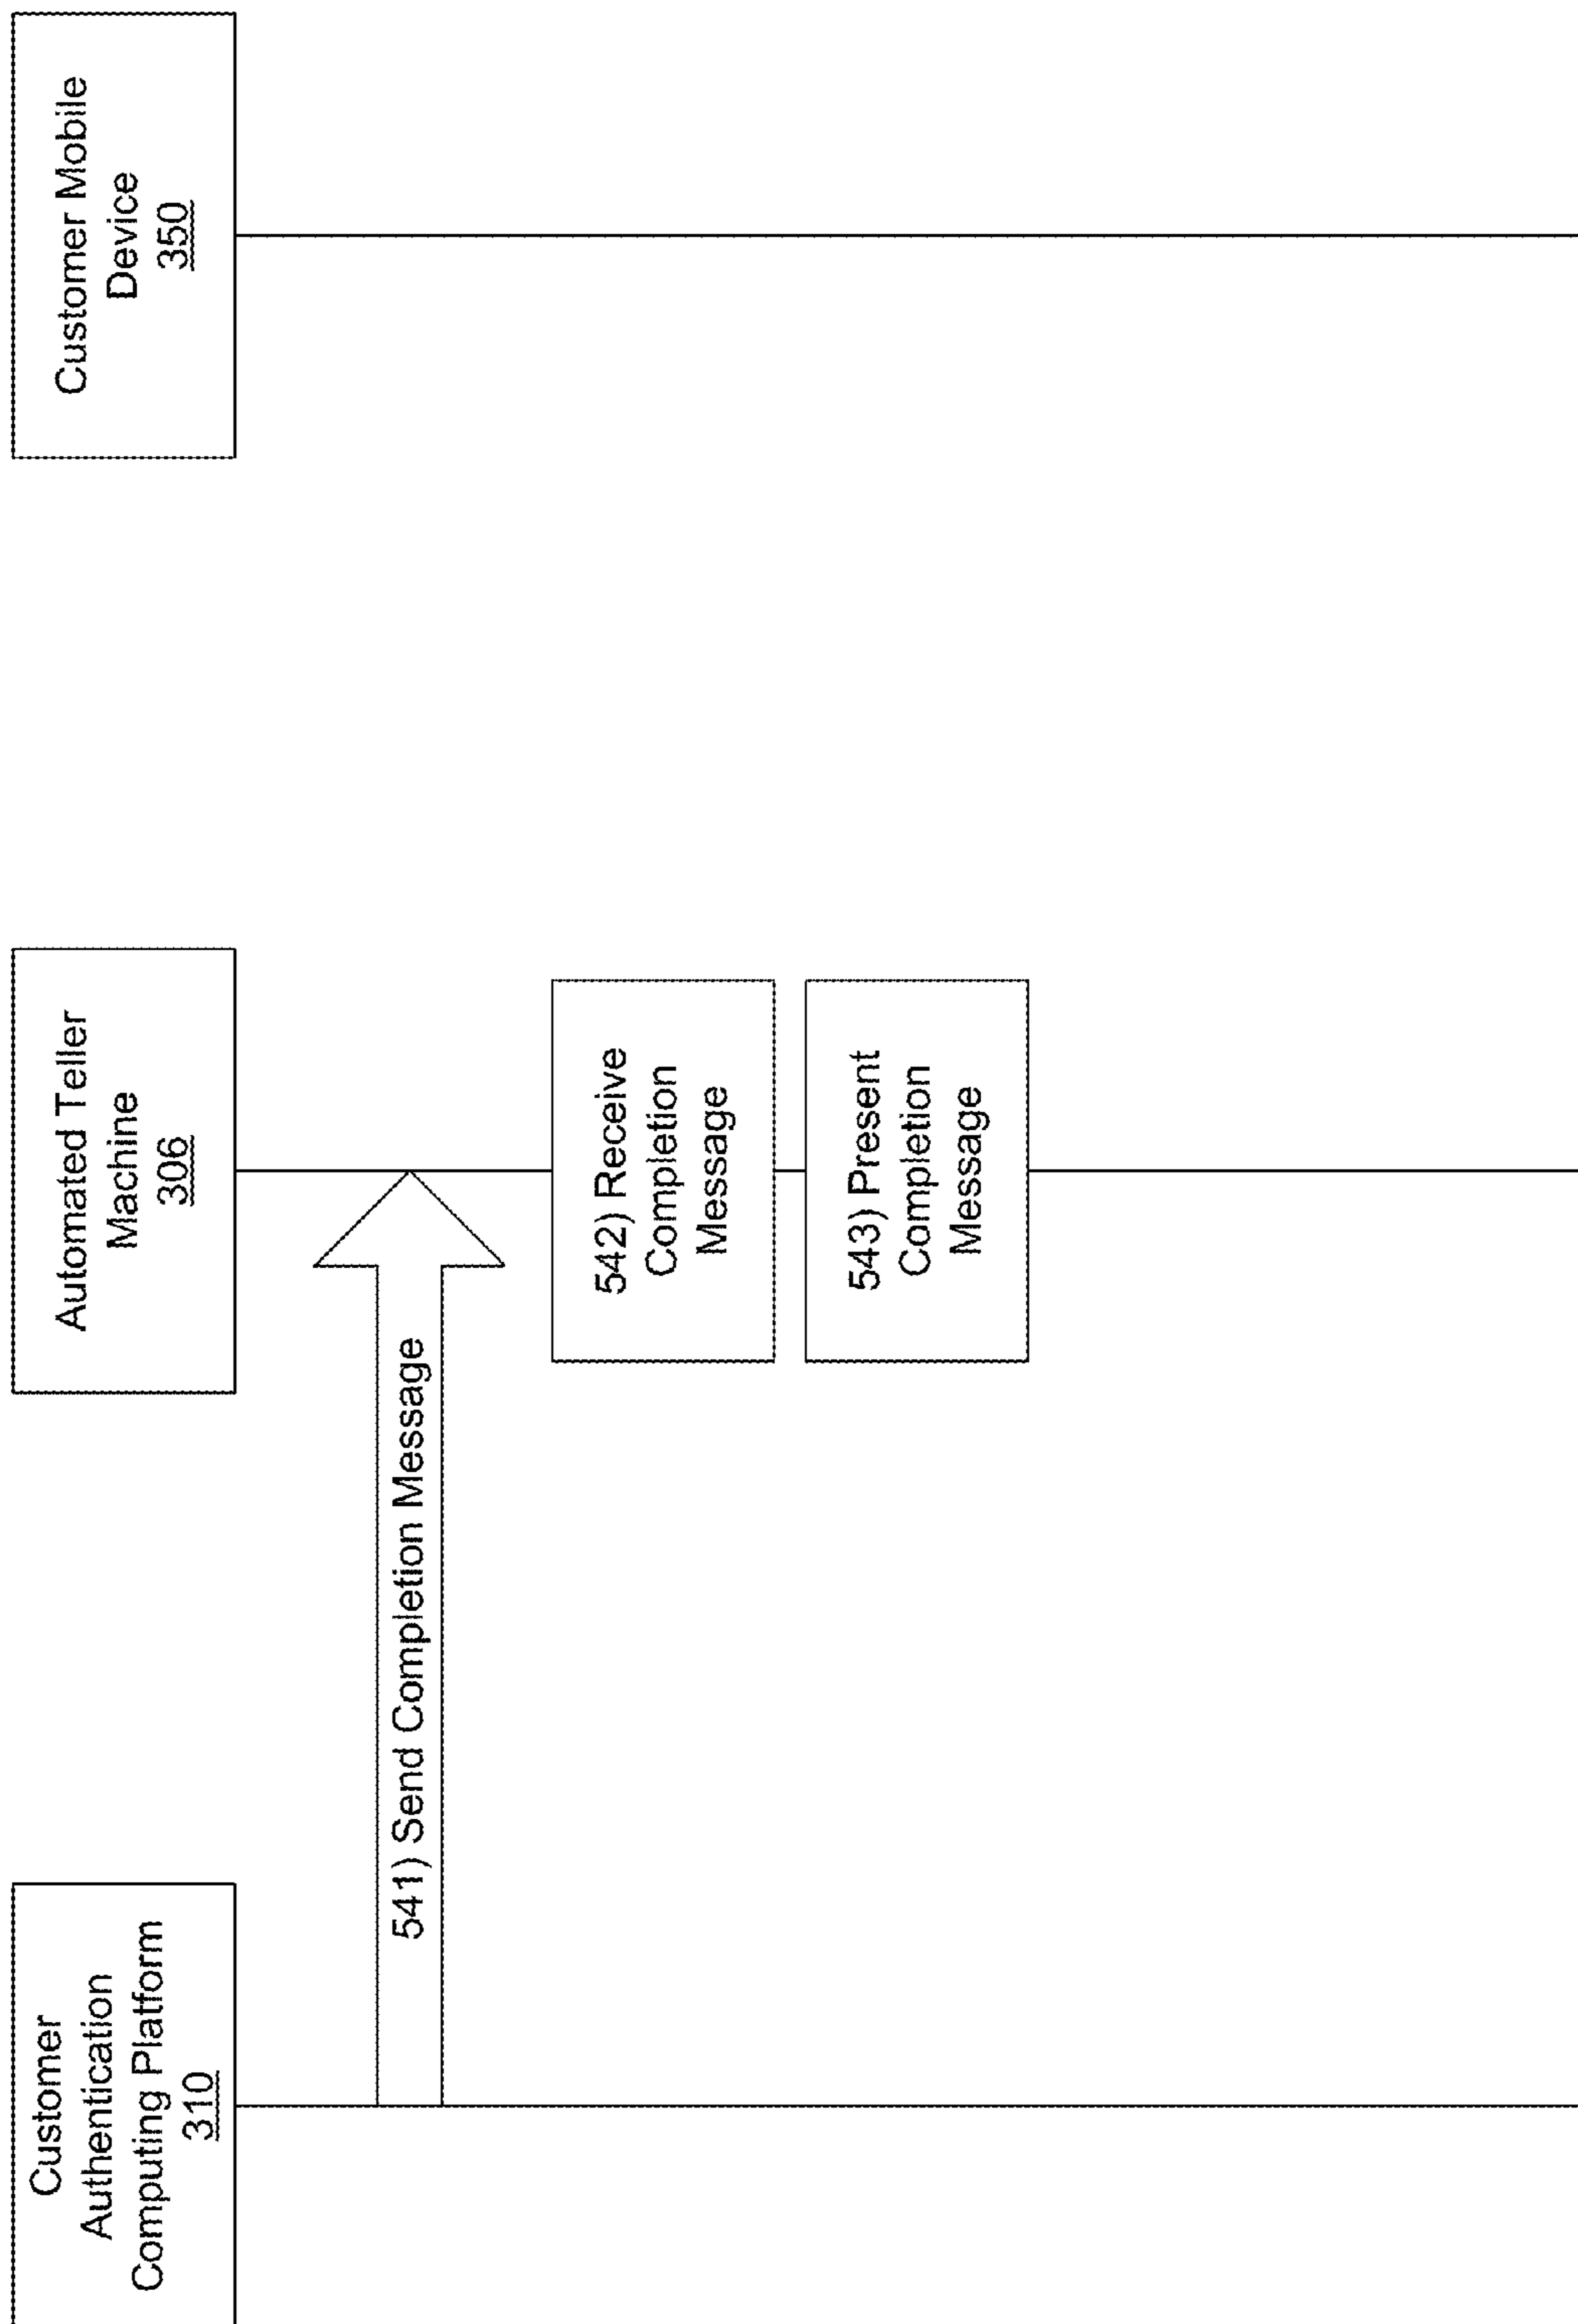 Customer
Authentication
Computing Platform
310
Automated Teller
Machine
306
Customer Mobile
Device
350
541) Send Completion Message
542) Receive
Completion
Message
543) Present
Completion
Message